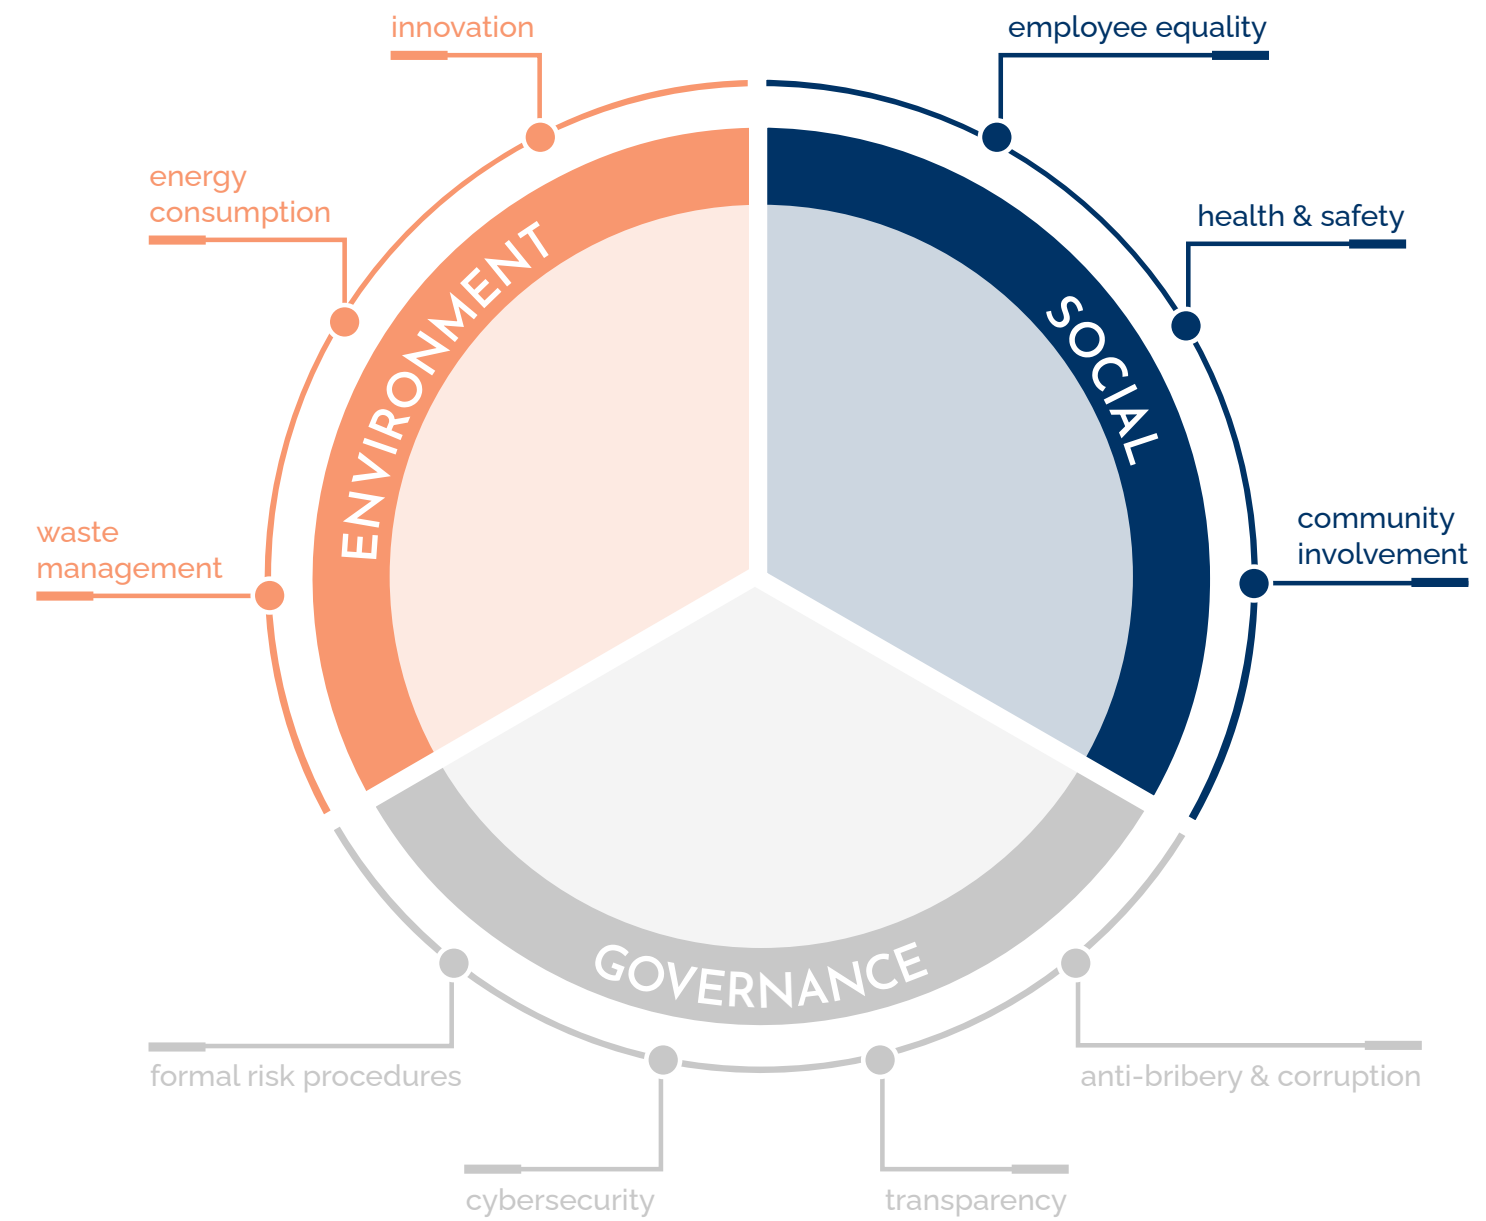 innovation
employee equality
energy
consumption
health & safety
ENVIRONMENT
SOCIAL
waste
management
community
involvement
GOVERNANCE
formal risk procedures
anti-bribery & corruption
cybersecurity
transparency